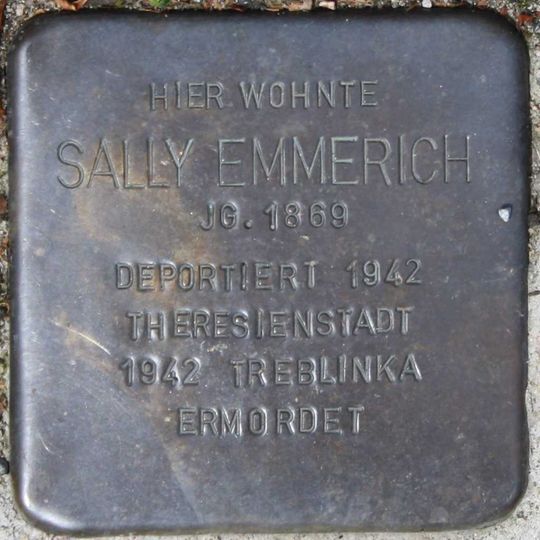 HIER WOHNTE
SALLY EMMERICH
JG. 1869
DEPORTIERT 1942
THERESIENSTADT
1942 TREBLINKA
ERMORDET